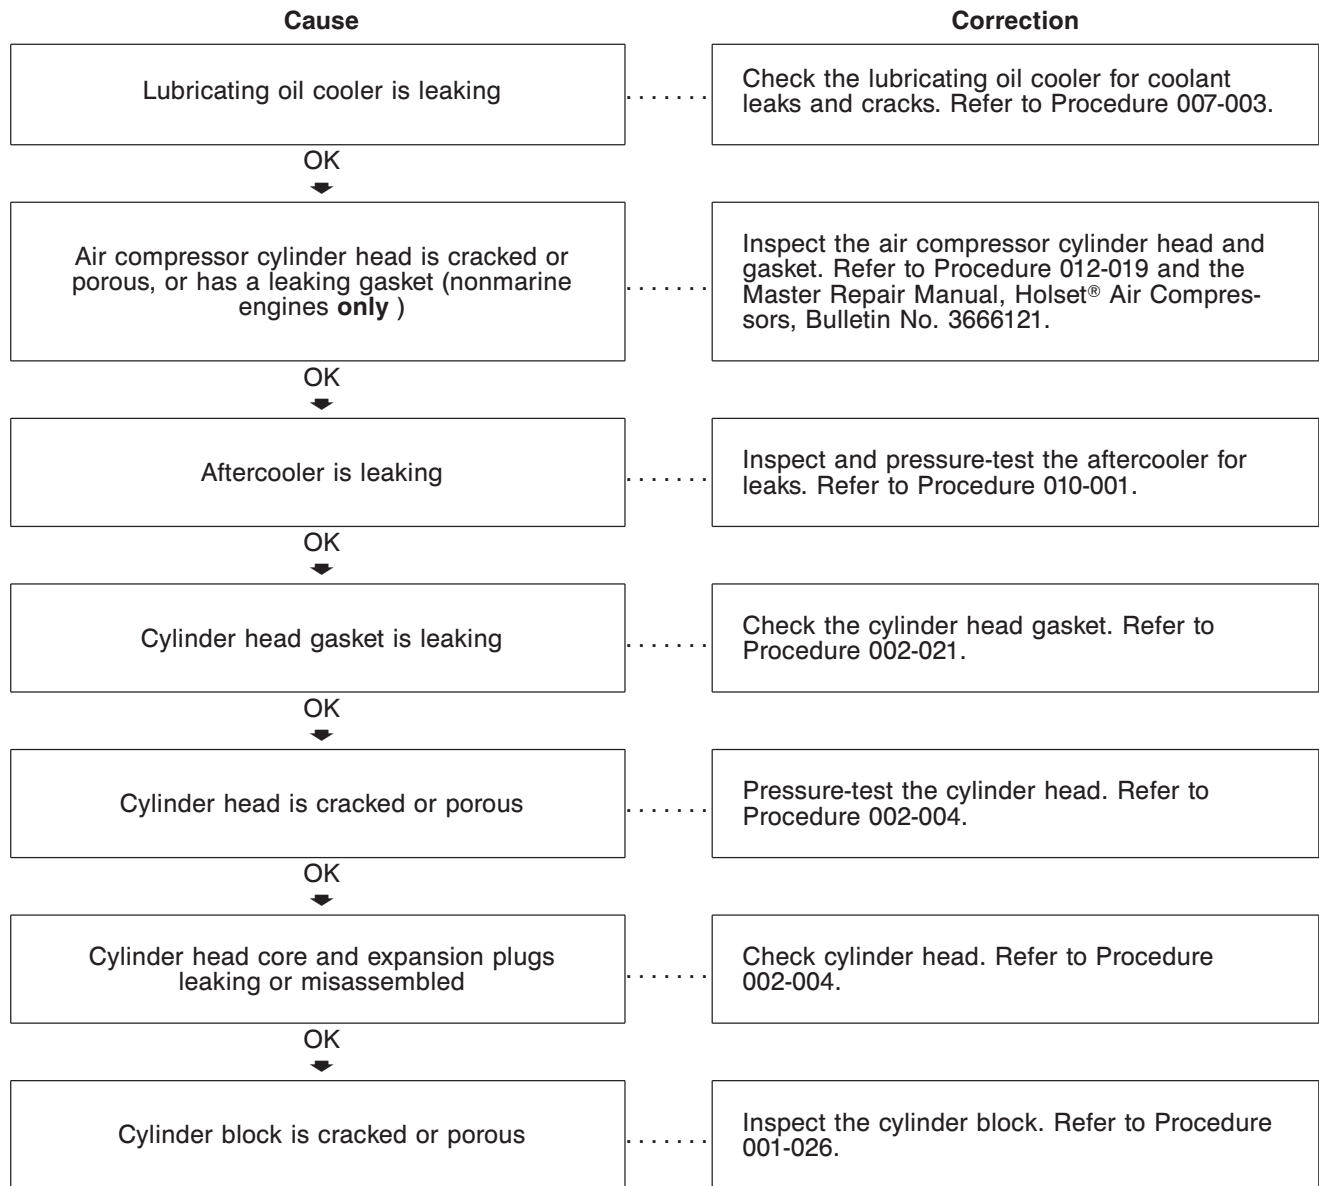 Cause
Correction
Lubricating oil cooler is leaking
. . . . . . .
Check the lubricating oil cooler for coolant
leaks and cracks. Refer to Procedure 007-003.
OK
Air compressor cylinder head is cracked or
porous, or has a leaking gasket (nonmarine
engines only )
. . . . . . .
Inspect the air compressor cylinder head and
gasket. Refer to Procedure 012-019 and the
Master Repair Manual, Holset® Air Compres-
sors, Bulletin No. 3666121.
OK
Aftercooler is leaking
. . . . . . .
Inspect and pressure-test the aftercooler for
leaks. Refer to Procedure 010-001.
OK
Cylinder head gasket is leaking
. . . . . . .
Check the cylinder head gasket. Refer to
Procedure 002-021.
OK
Cylinder head is cracked or porous
. . . . . . .
Pressure-test the cylinder head. Refer to
Procedure 002-004.
OK
Cylinder head core and expansion plugs
leaking or misassembled
. . . . . . .
Check cylinder head. Refer to Procedure
002-004.
OK
Cylinder block is cracked or porous
. . . . . . .
Inspect the cylinder block. Refer to Procedure
001-026.